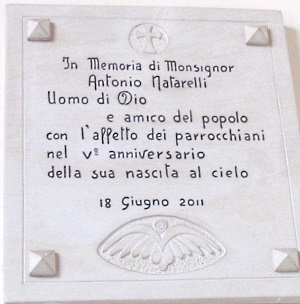 In Memoria di Monsignor
Antonio Natarelli
Uomo di Dio
e amico del popolo
con l'affetto dei parrocchiani
nel v° anniversario
della sua nascita al cielo
18 Giugno 2011